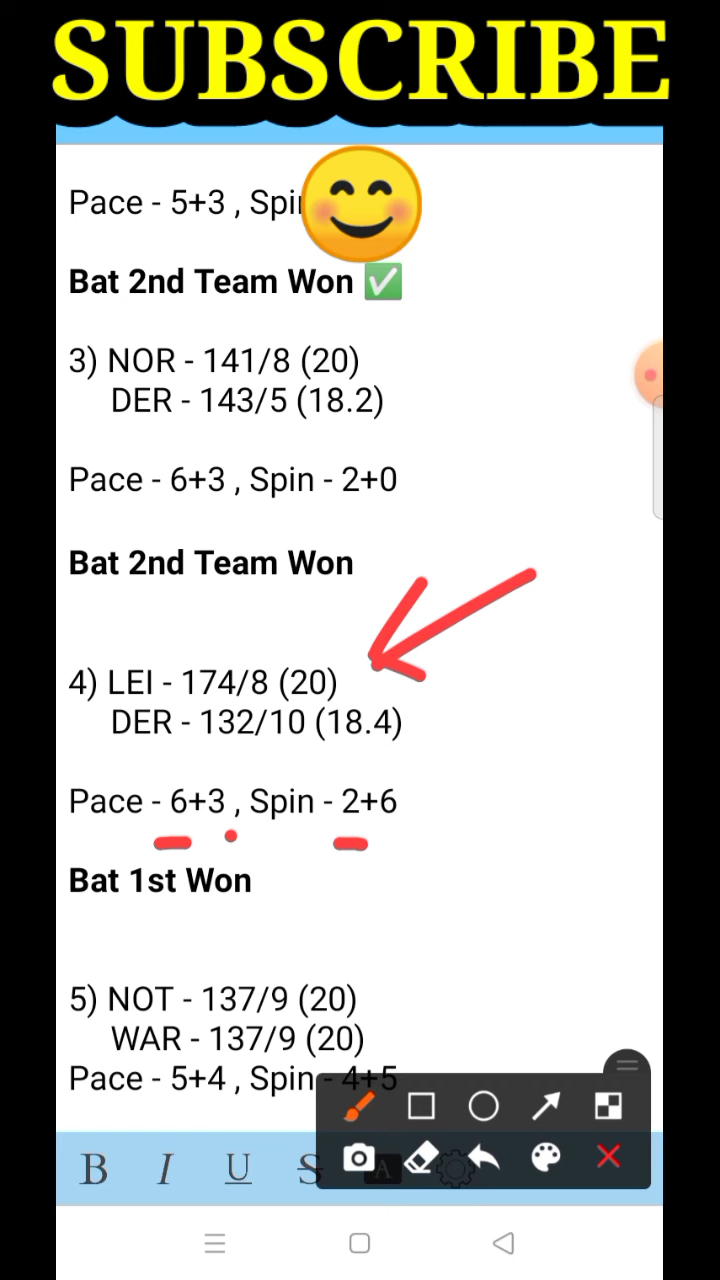 SUBSCRIBE
Pace - 5+3 , Spin
Bat 2nd Team Won ✅
3) NOR - 141/8 (20)
DER - 143/5 (18.2)
Pace - 6+3 , Spin - 2+0
Bat 2nd Team Won
4) LEI - 174/8 (20)
DER - 132/10 (18.4)
Pace - 6+3 , Spin - 2+6
Bat 1st Won
5) NOT - 137/9 (20)
WAR - 137/9 (20)
Pace - 5+4 , Spin - 4+5
B I U S A